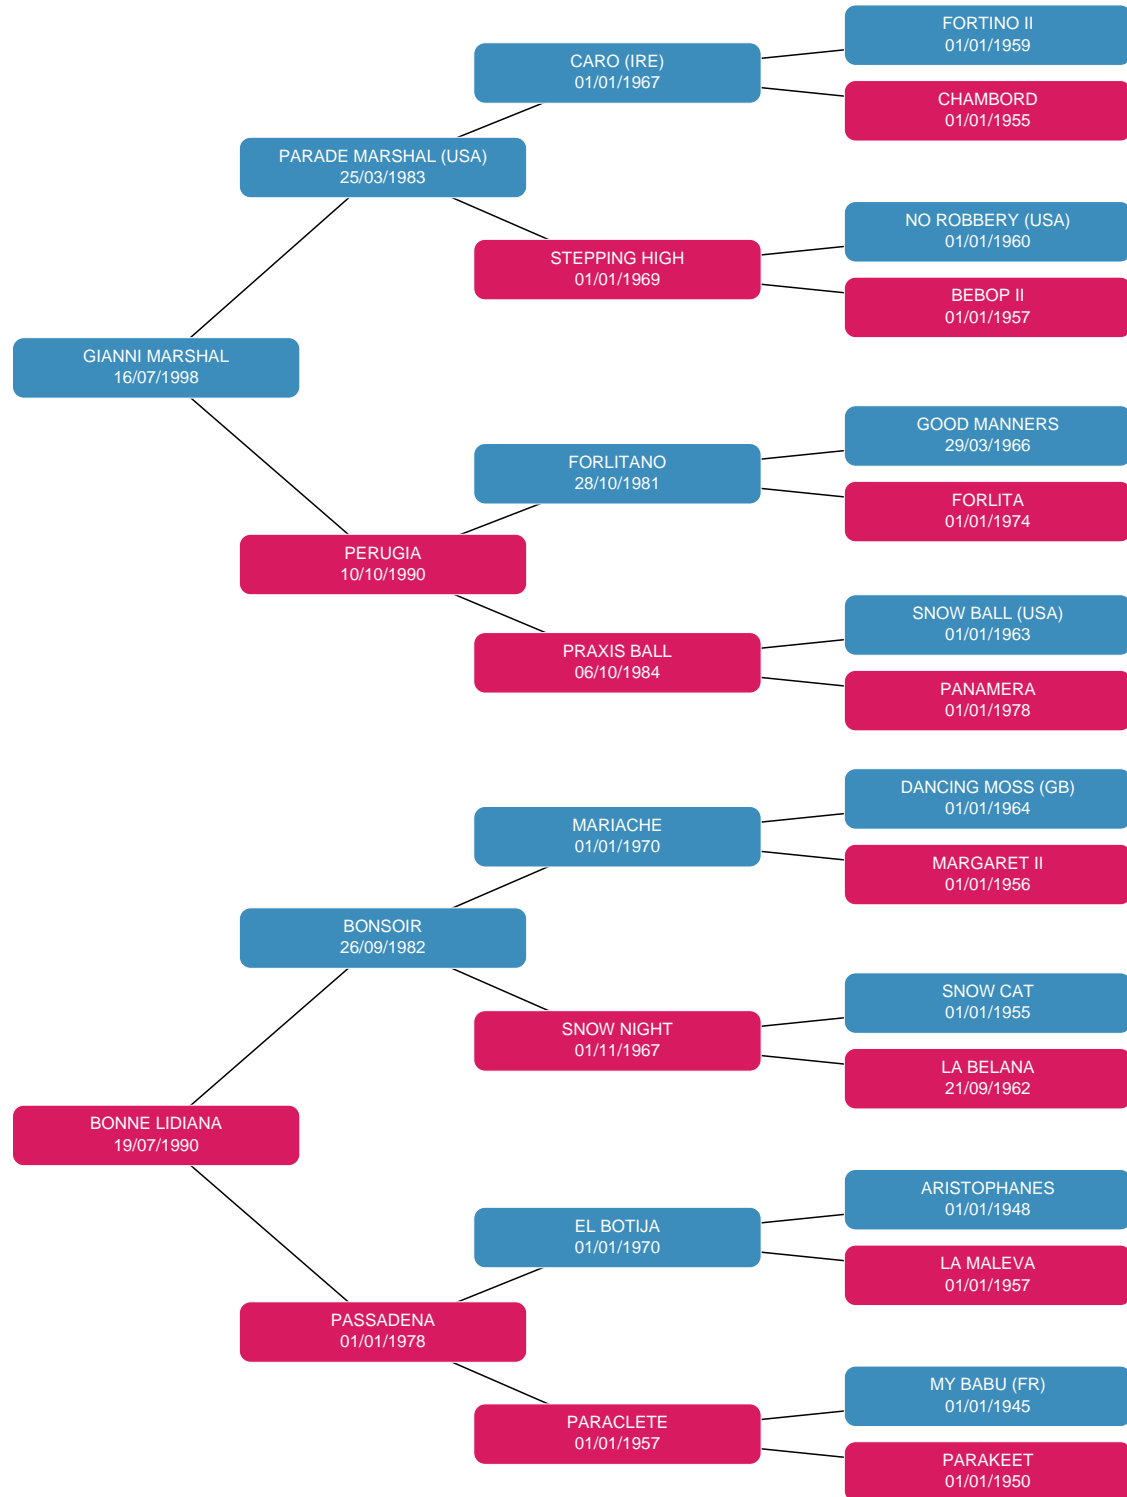 FORTINO II
01/01/1959
CARO (IRE)
01/01/1967
CHAMBORD
01/01/1955
PARADE MARSHAL (USA)
25/03/1983
NO ROBBERY (USA)
01/01/1960
STEPPING HIGH
01/01/1969
BEBOP II
01/01/1957
GIANNI MARSHAL
16/07/1998
GOOD MANNERS
29/03/1966
FORLITANO
28/10/1981
FORLITA
01/01/1974
PERUGIA
10/10/1990
SNOW BALL (USA)
01/01/1963
PRAXIS BALL
06/10/1984
PANAMERA
01/01/1978
DANCING MOSS (GB)
01/01/1964
MARIACHE
01/01/1970
MARGARET II
01/01/1956
BONSOIR
26/09/1982
SNOW CAT
01/01/1955
SNOW NIGHT
01/11/1967
LA BELANA
21/09/1962
BONNE LIDIANA
19/07/1990
ARISTOPHANES
01/01/1948
EL BOTIJA
01/01/1970
LA MALEVA
01/01/1957
PASSADENA
01/01/1978
MY BABU (FR)
01/01/1945
PARACLETE
01/01/1957
PARAKEET
01/01/1950